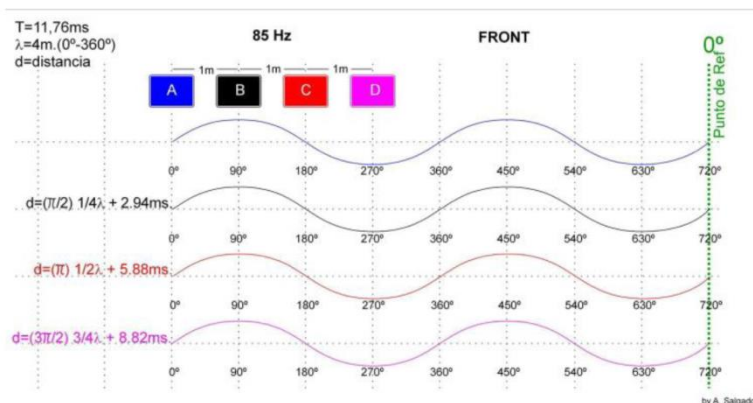 T=11,76ms
λ=4m.(0º-360º)
d=distancia
85 Hz
FRONT
0º
Punto de Ref
1m 1m 1m
A B C D
0º 90º 180º 270º 360º 450º 540º 630º 720º
d=(π/2) 1/4λ + 2.94ms.
0º 90º 180º 270º 360º 450º 540º 630º 720º
d=(π) 1/2λ + 5.88ms.
0º 90º 180º 270º 360º 450º 540º 630º 720º
d=(3π/2) 3/4λ + 8.82ms.
0º 90º 180º 270º 360º 450º 540º 630º 720º
by A. Salgado